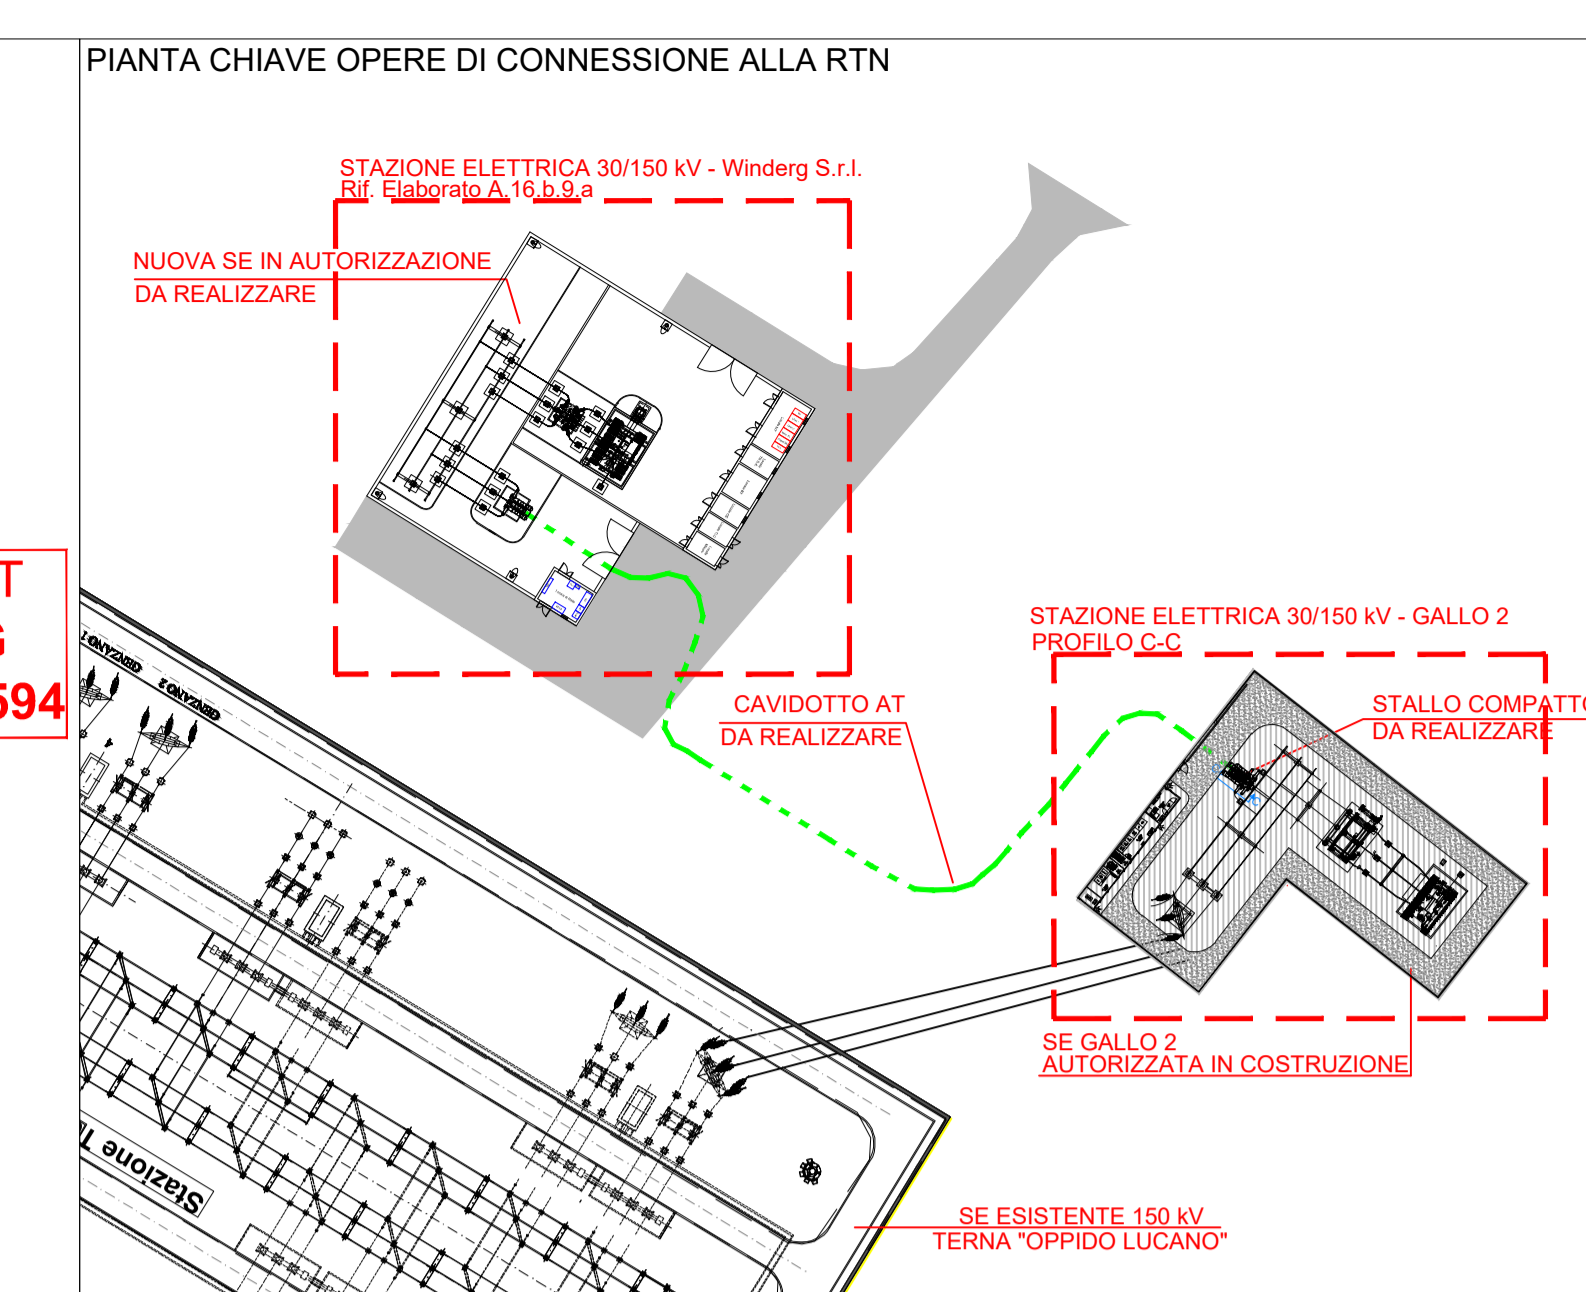 PIANTA CHIAVE OPERE DI CONNESSIONE ALLA RTN
STAZIONE ELETTRICA 30/150 kV - Winderg S.r.l.
Rif. Elaborato A.16.b.9.a
NUOVA SE IN AUTORIZZAZIONE
DA REALIZZARE
T
G
594
GENZANO 1
GENZANO 2
STAZIONE ELETTRICA 30/150 kV - GALLO 2
PROFILO C-C
CAVIDOTTO AT
DA REALIZZARE
STALLO COMPATTO
DA REALIZZARE
SE GALLO 2
AUTORIZZATA IN COSTRUZIONE
Stazione
SE ESISTENTE 150 kV
TERNA "OPPIDO LUCANO"